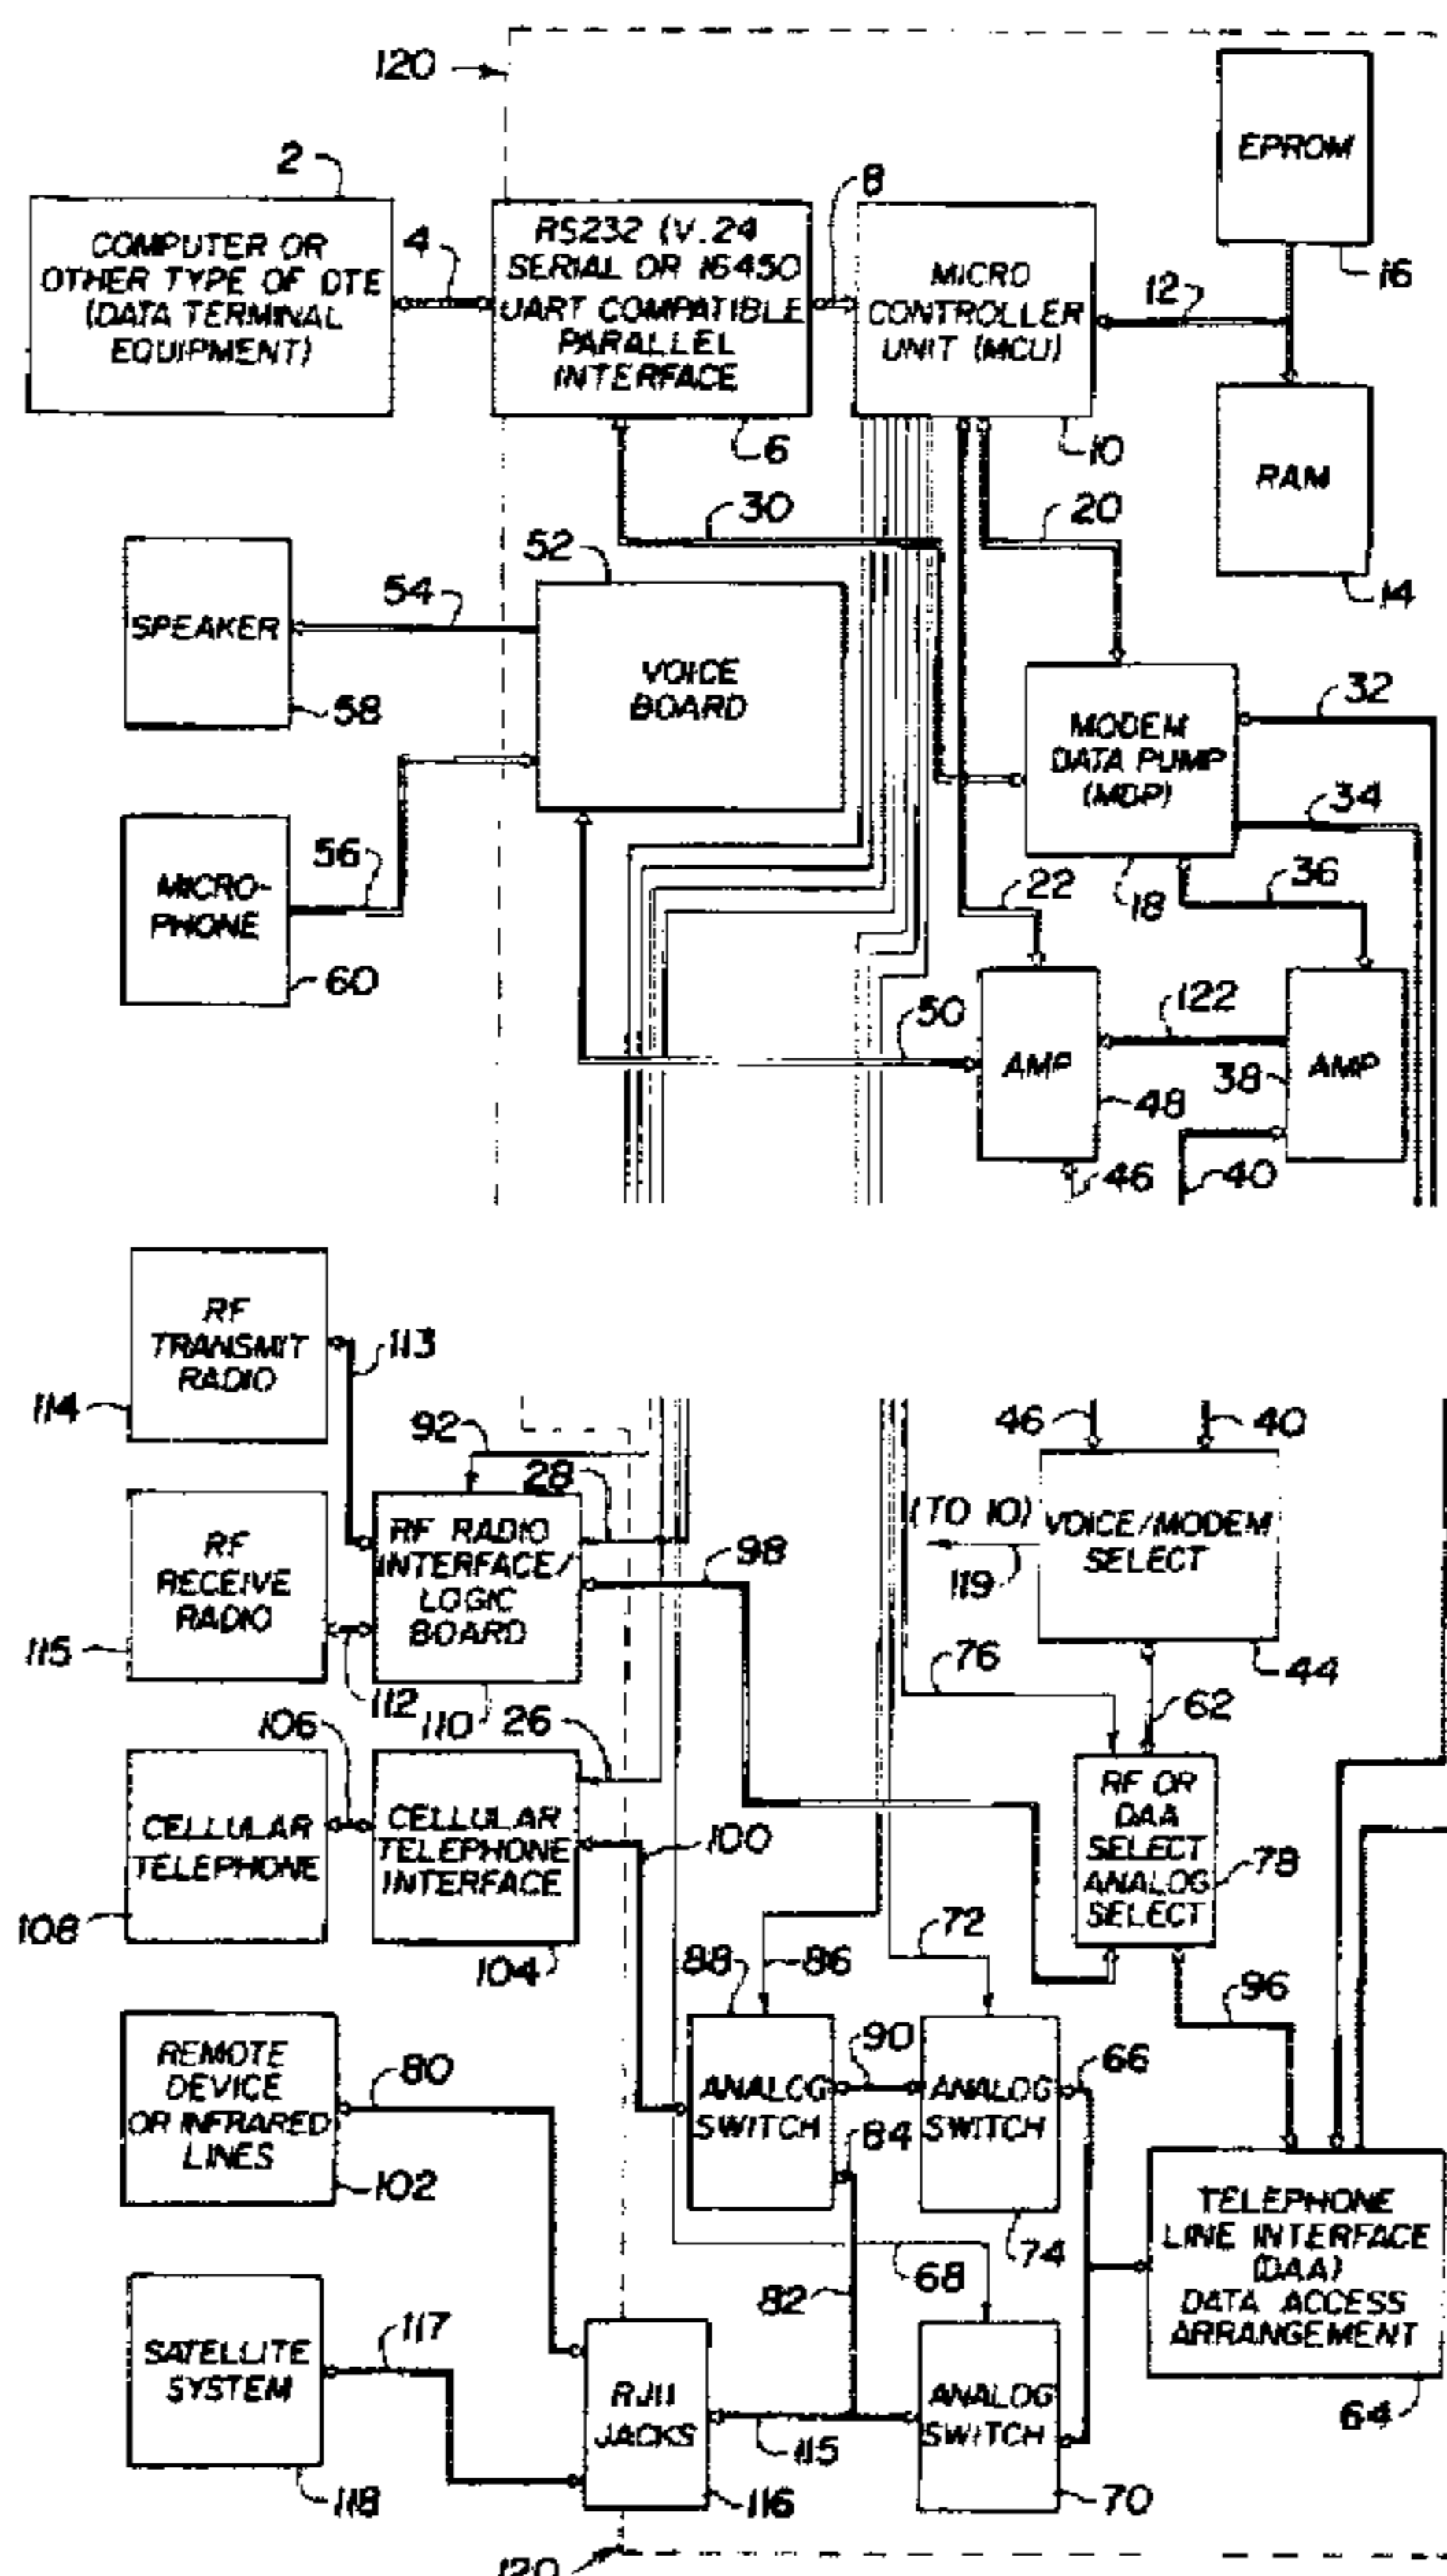 120
EPROM
16
2
COMPUTER OR
OTHER TYPE OF DTE
(DATA TERMINAL
EQUIPMENT)
4
RS232 (V.24
SERIAL OR 16450
UART COMPATIBLE
PARALLEL
INTERFACE
6
8
MICRO
CONTROLLER
UNIT (MCU)
10
12
RAM
14
30
20
52
54
SPEAKER
58
VOICE
BOARD
MODEM
DATA PUMP
(MDP)
18
32
34
36
56
MICRO-
PHONE
60
22
50
AMP
48
122
38
AMP
46
40
RF
TRANSMIT
RADIO
114
113
92
28
46
40
RF
RECEIVE
RADIO
115
112
RF RADIO
INTERFACE/
LOGIC
BOARD
110
98
(TO 10)
119
VOICE/MODEM
SELECT
44
76
62
106
26
CELLULAR
TELEPHONE
108
CELLULAR
TELEPHONE
INTERFACE
104
100
RF OR
DAA
SELECT
ANALOG
SELECT
78
72
88
86
96
REMOTE
DEVICE
OR INFRARED
LINES
102
80
ANALOG
SWITCH
90
84
ANALOG
SWITCH
74
66
68
82
TELEPHONE
LINE INTERFACE
(DAA)
DATA ACCESS
ARRANGEMENT
64
SATELLITE
SYSTEM
118
117
RJ11
JACKS
116
115
ANALOG
SWITCH
70
120